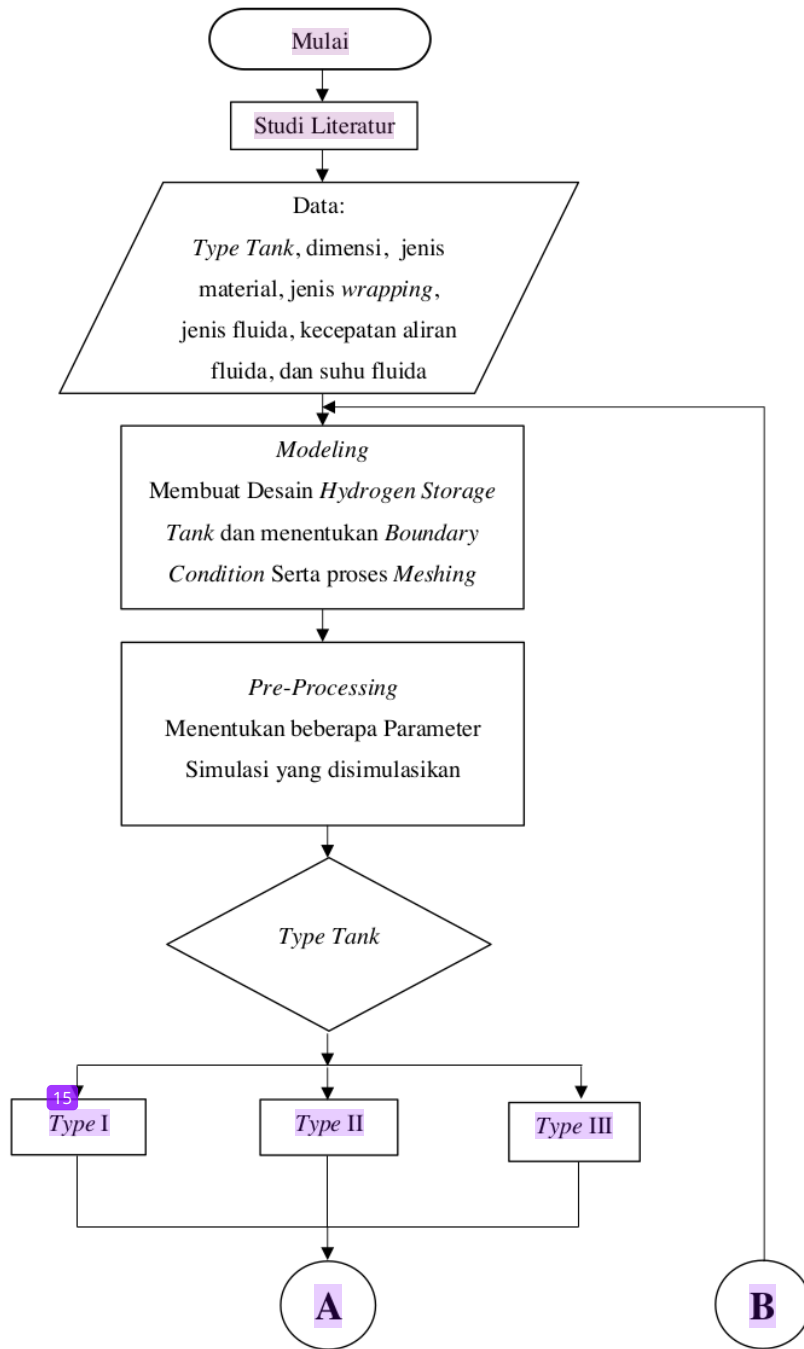 Mulai
Studi Literatur
Data:
Type Tank, dimensi, jenis
material, jenis wrapping,
jenis fluida, kecepatan aliran
fluida, dan suhu fluida
Modeling
Membuat Desain Hydrogen Storage
Tank dan menentukan Boundary
Condition Serta proses Meshing
Pre-Processing
Menentukan beberapa Parameter
Simulasi yang disimulasikan
Type Tank
15
Type I
Type II
Type III
A
B